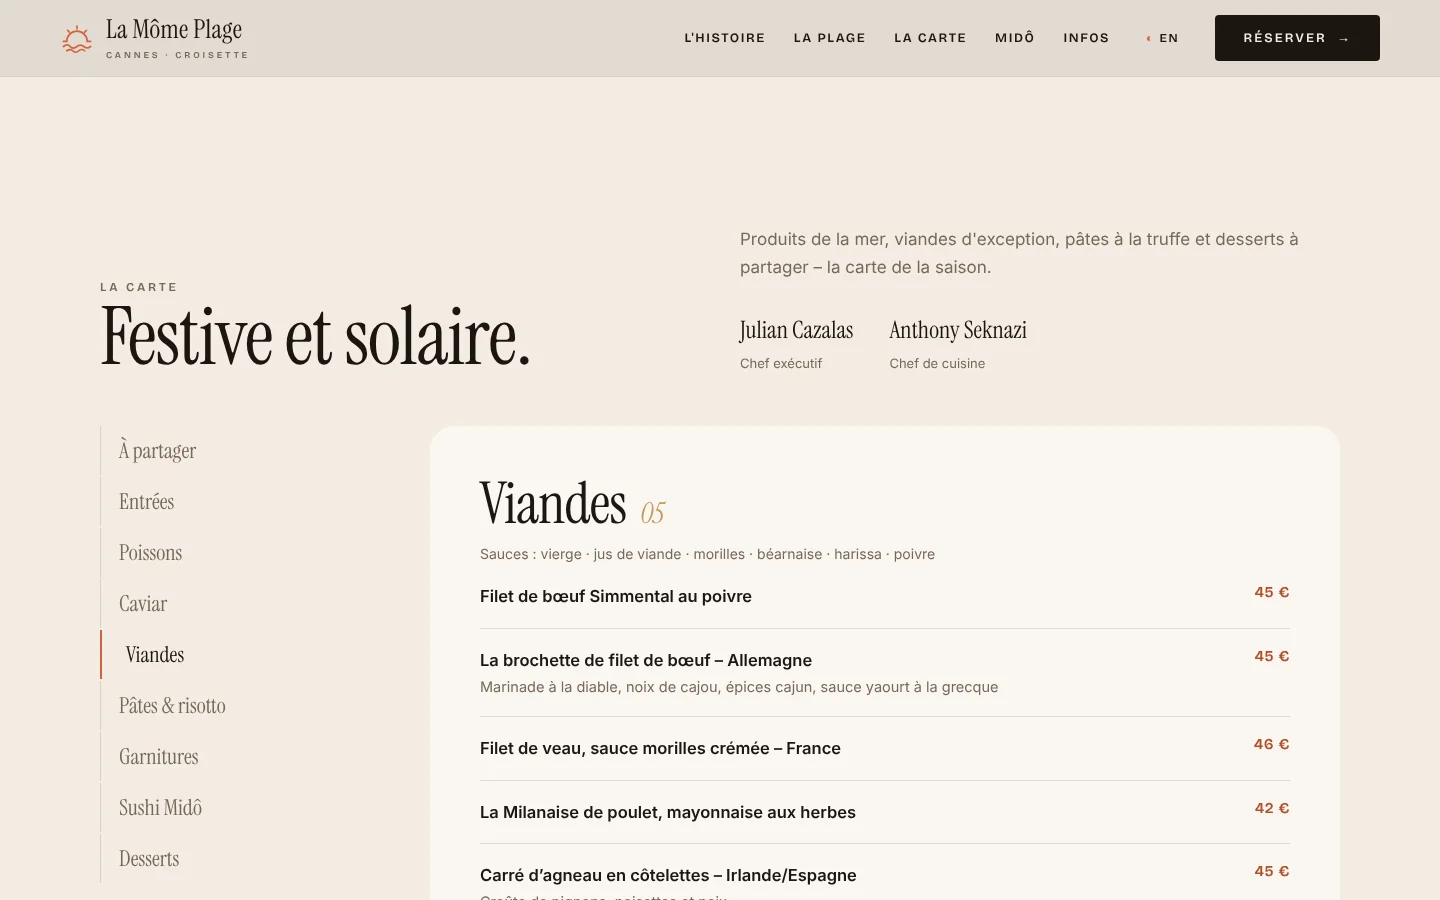 La Môme Plage
CANNES · CROISETTE
L'HISTOIRE
LA PLAGE
LA CARTE
MIDÔ
INFOS
EN
RÉSERVER →
Produits de la mer, viandes d'exception, pâtes à la truffe et desserts à
partager – la carte de la saison.
LA CARTE
Festive et solaire.
Julian Cazalas
Chef exécutif
Anthony Seknazi
Chef de cuisine
À partager
Entrées
Poissons
Caviar
Viandes
Pâtes & risotto
Garnitures
Sushi Midô
Desserts
Viandes 05
Sauces : vierge · jus de viande · morilles · béarnaise · harissa · poivre
Filet de bœuf Simmental au poivre 45 €
La brochette de filet de bœuf – Allemagne 45 €
Marinade à la diable, noix de cajou, épices cajun, sauce yaourt à la grecque
Filet de veau, sauce morilles crémée – France 46 €
La Milanaise de poulet, mayonnaise aux herbes 42 €
Carré d’agneau en côtelettes – Irlande/Espagne 45 €